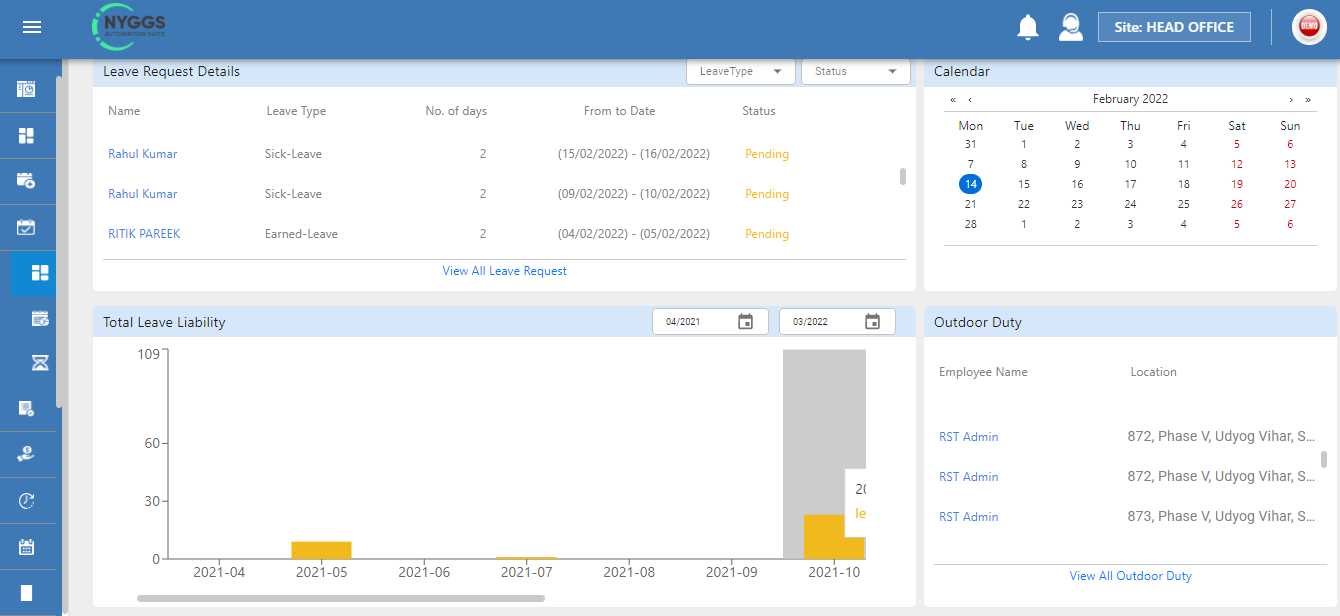 NYGGS
AUTOMATION SUITE
Site: HEAD OFFICE
DEMO
Leave Request Details
LeaveType
Status
Name Leave Type No. of days From to Date Status
Rahul Kumar Sick-Leave 2 (15/02/2022) - (16/02/2022) Pending
Rahul Kumar Sick-Leave 2 (09/02/2022) - (10/02/2022) Pending
RITIK PAREEK Earned-Leave 2 (04/02/2022) - (05/02/2022) Pending
View All Leave Request
Calendar
« ‹ February 2022 › »
Mon Tue Wed Thu Fri Sat Sun
31 1 2 3 4 5 6
7 8 9 10 11 12 13
14 15 16 17 18 19 20
21 22 23 24 25 26 27
28 1 2 3 4 5 6
Total Leave Liability
04/2021
03/2022
109
60
30
0
20
le
2021-04 2021-05 2021-06 2021-07 2021-08 2021-09 2021-10
Outdoor Duty
Employee Name Location
RST Admin 872, Phase V, Udyog Vihar, S...
RST Admin 872, Phase V, Udyog Vihar, S...
RST Admin 873, Phase V, Udyog Vihar, S...
View All Outdoor Duty